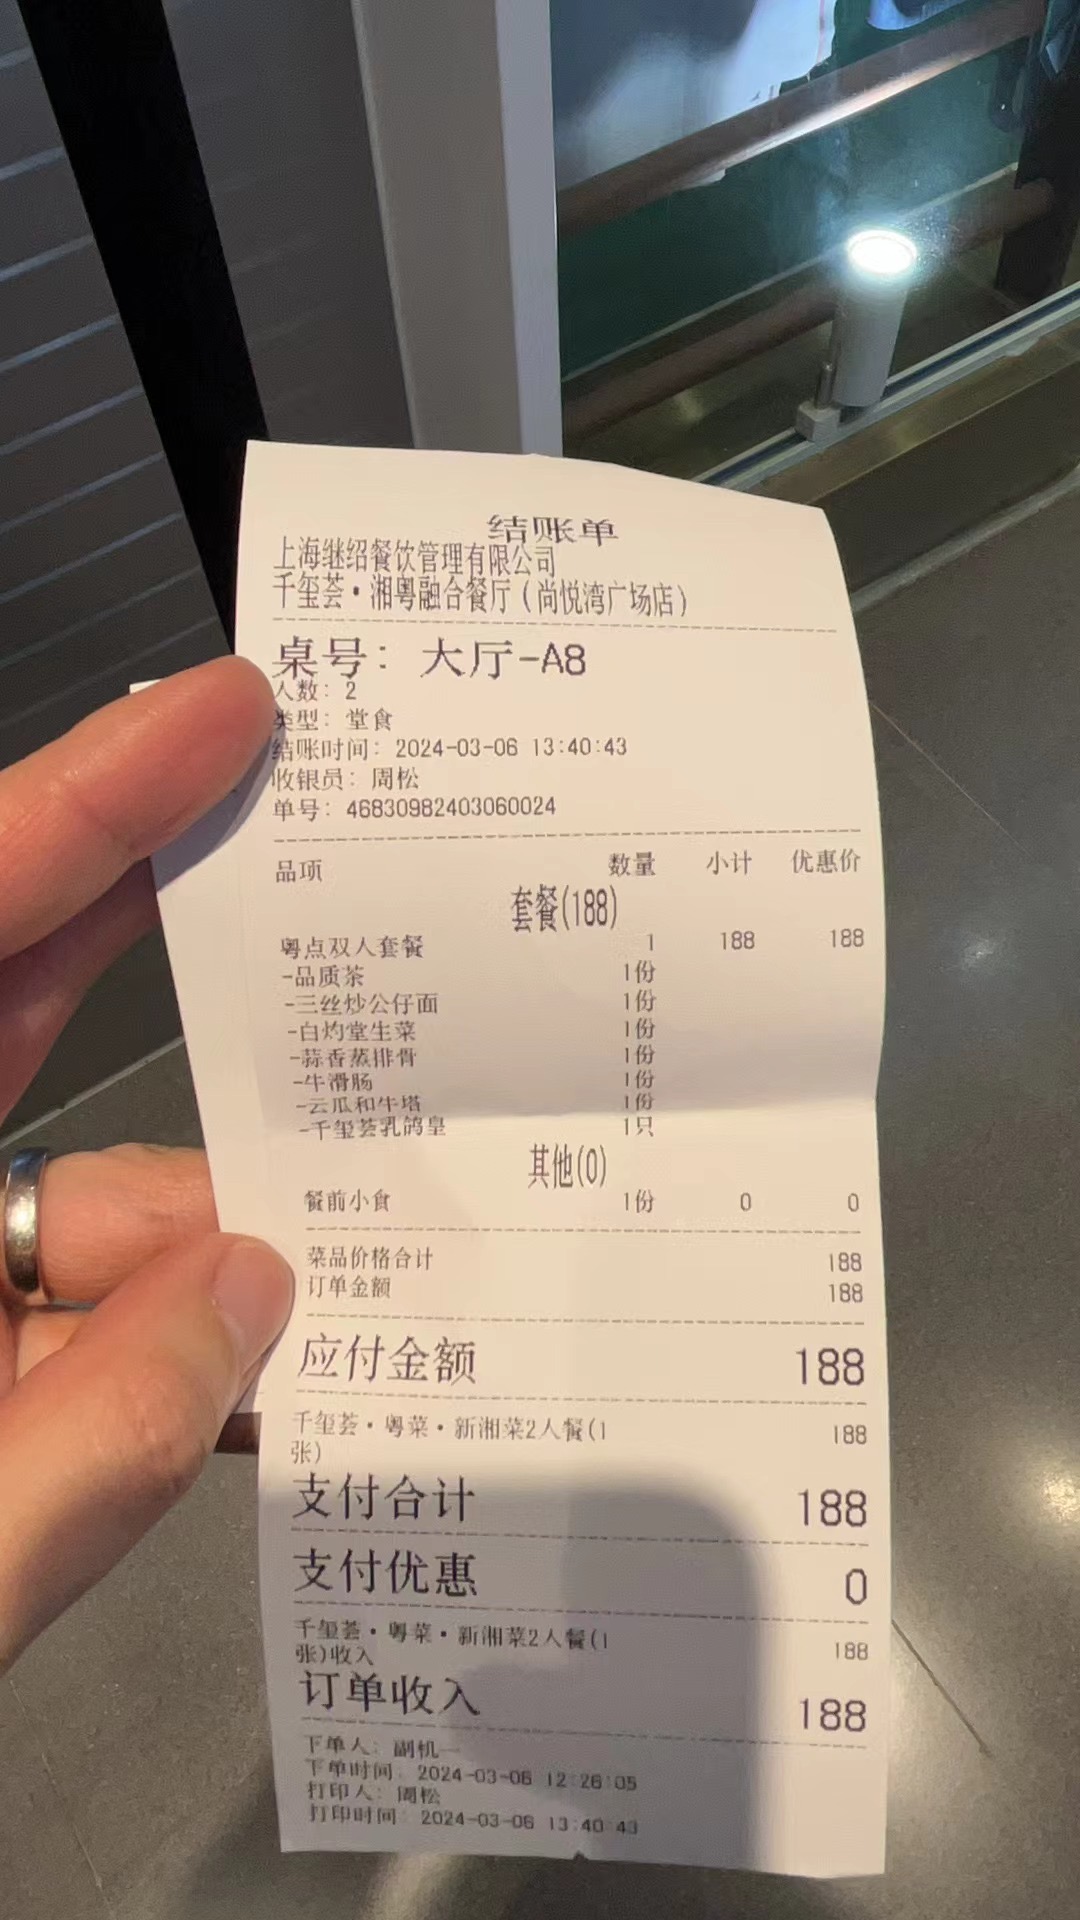 结账单
上海继绍餐饮管理有限公司
千玺荟·湘粤融合餐厅(尚悦湾广场店)
桌号: 大厅-A8
人数: 2
类型: 堂食
结账时间: 2024-03-06 13:40:43
收银员: 周松
单号: 46830982403060024
品项 数量 小计 优惠价
套餐(188)
粤点双人套餐 1 188 188
-品质茶 1份
-三丝炒公仔面 1份
-白灼堂生菜 1份
-蒜香蒸排骨 1份
-牛滑肠 1份
-云瓜和牛塔 1份
-千玺荟乳鸽皇 1只
其他(0)
餐前小食 1份 0 0
菜品价格合计 188
订单金额 188
应付金额 188
千玺荟·粤菜·新湘菜2人餐(1 188
张)
支付合计 188
支付优惠 0
千玺荟·粤菜·新湘菜2人餐(1 188
张)收入
订单收入 188
下单人: 副机一
下单时间: 2024-03-06 12:26:05
打印人: 周松
打印时间: 2024-03-06 13:40:43